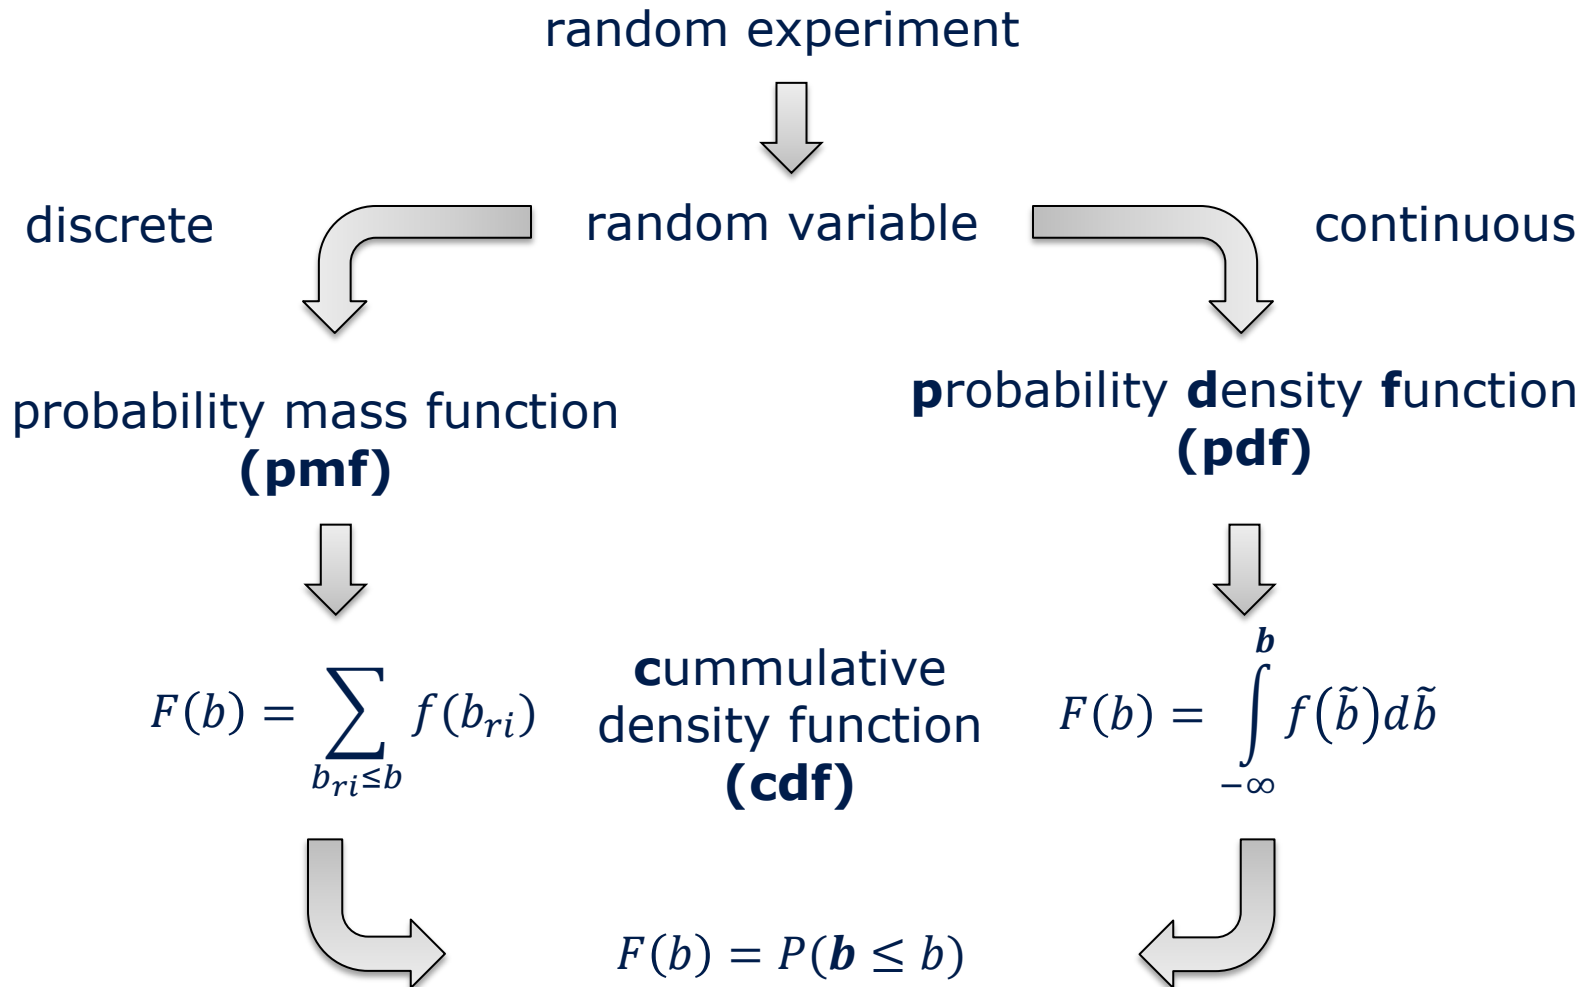 random experiment
discrete
random variable
continuous
probability mass function
(pmf)
probability density function
(pdf)
F(b) = ∑ f(b_{ri})
b_{ri}≤b
cummulative
density function
(cdf)
b
F(b) = ∫ f(b̃)db̃
−∞
F(b) = P(b ≤ b)